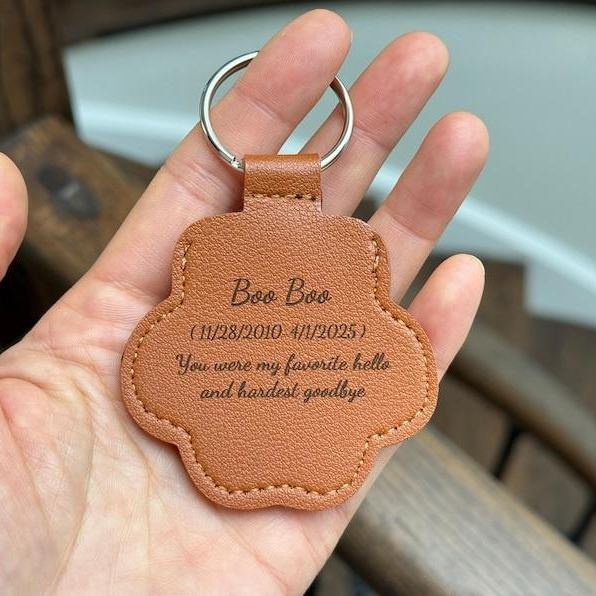 Boo Boo
(11/28/2010 4/1/2025)
You were my favorite hello
and hardest goodbye